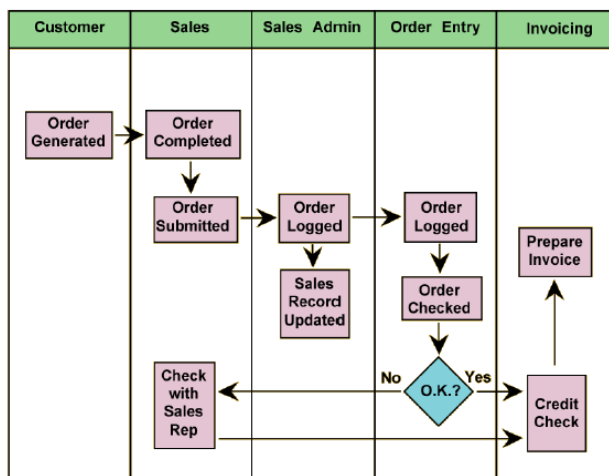 Customer
Sales
Sales Admin
Order Entry
Invoicing
Order
Generated
Order
Completed
Order
Submitted
Order
Logged
Order
Logged
Prepare
Invoice
Sales
Record
Updated
Order
Checked
No
O.K.?
Yes
Check
with
Sales
Rep
Credit
Check